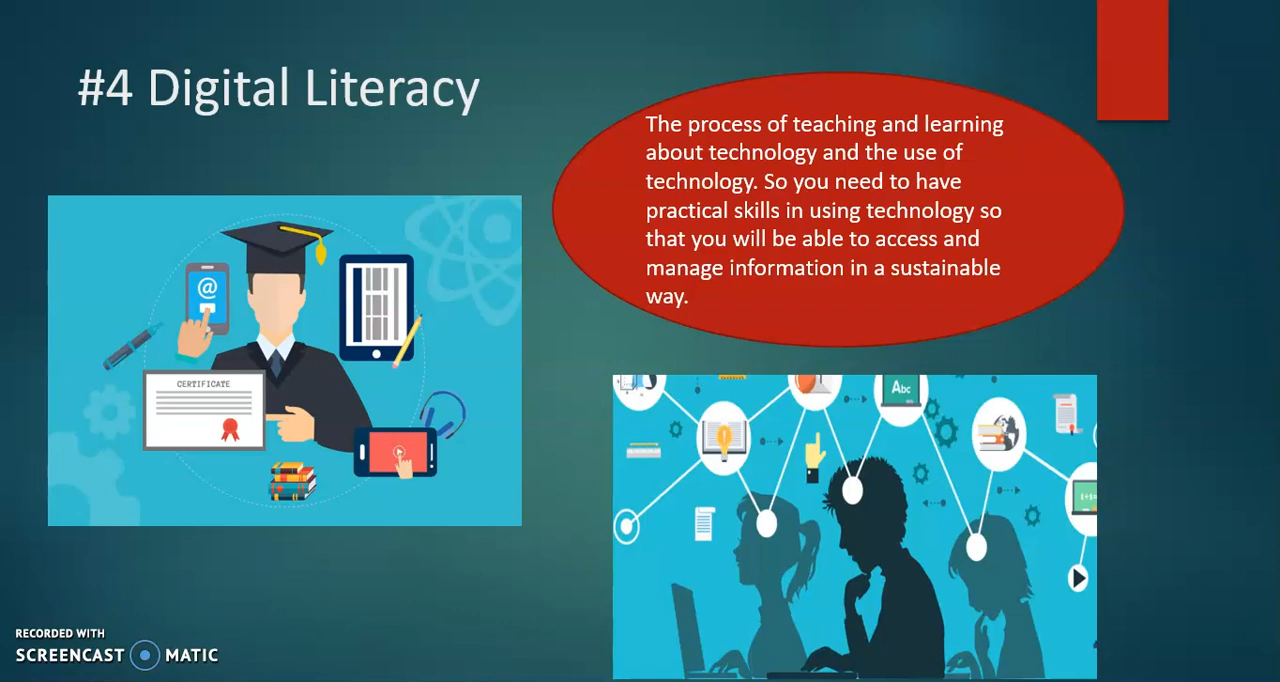 #4 Digital Literacy
The process of teaching and learning
about technology and the use of
technology. So you need to have
practical skills in using technology so
that you will be able to access and
manage information in a sustainable
way.
@
CERTIFICATE
Abc
1+1=
RECORDED WITH
SCREENCAST MATIC